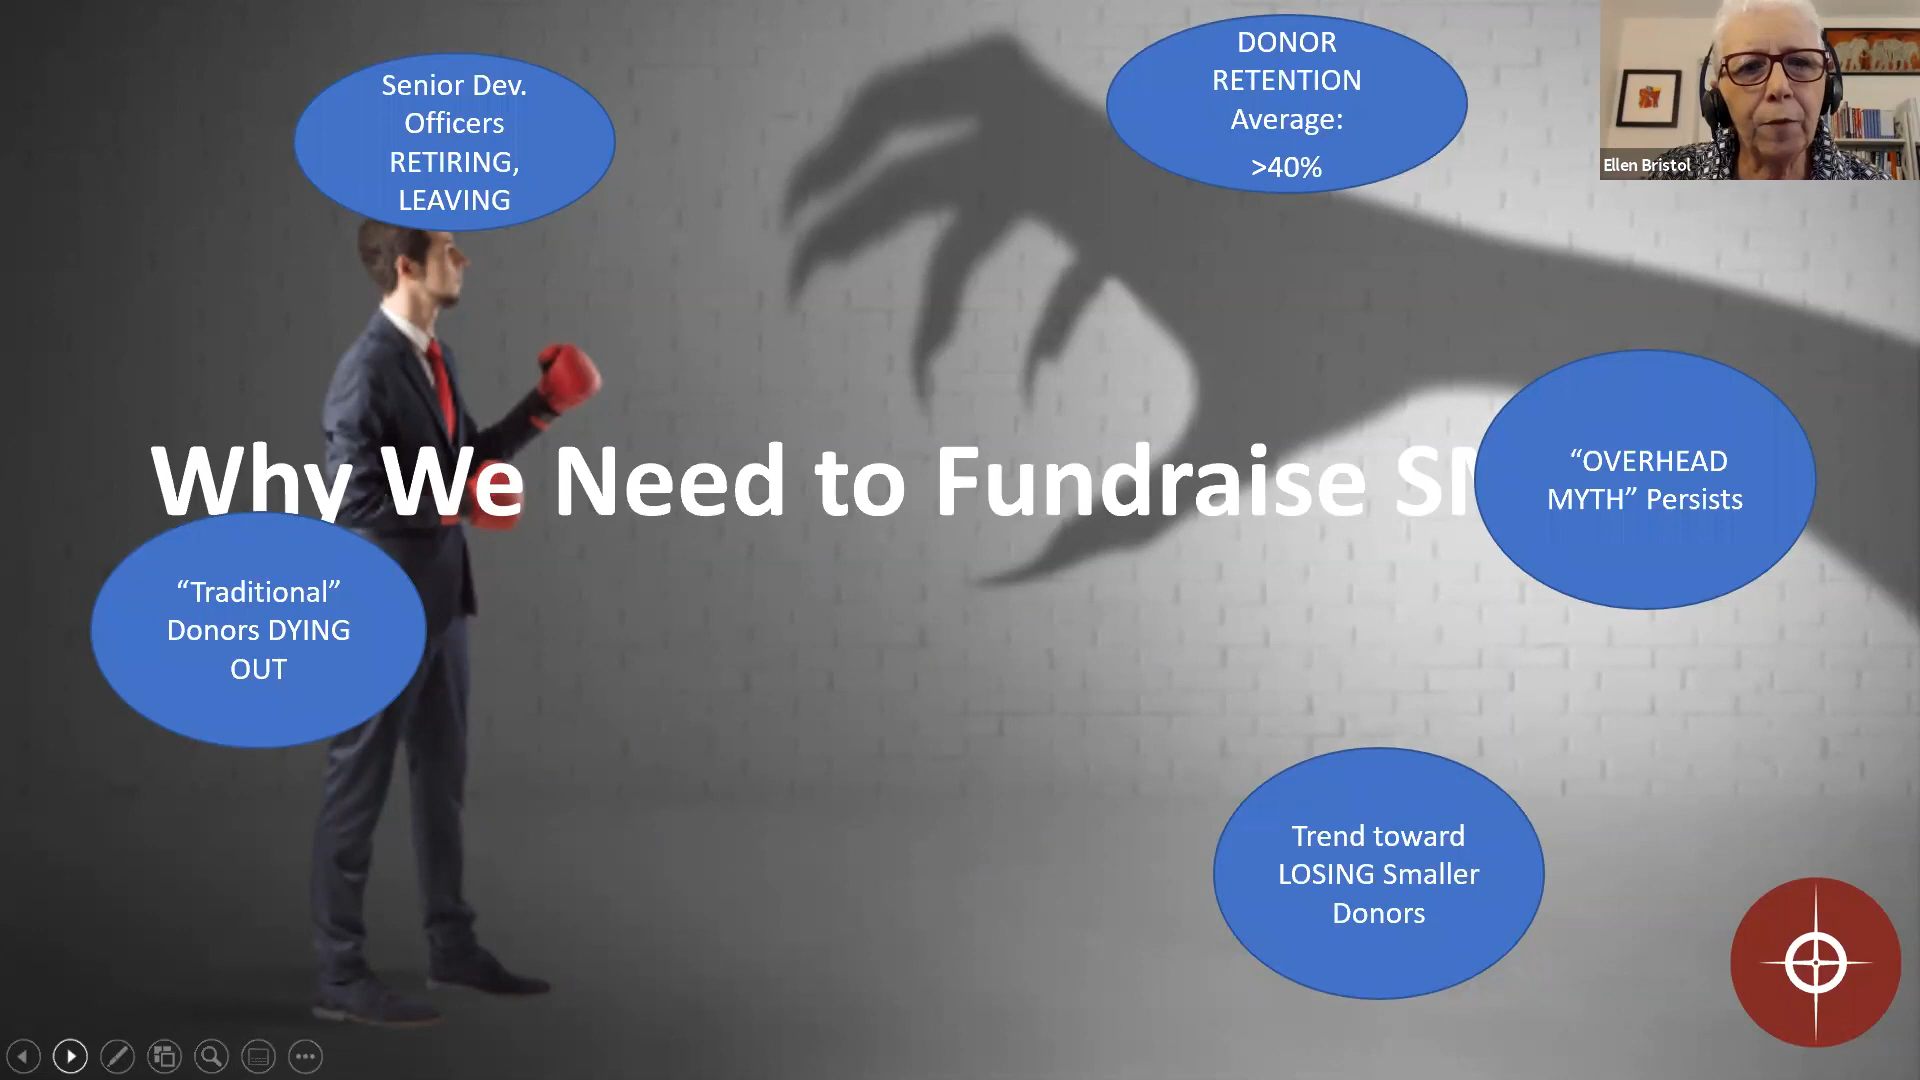 Senior Dev.
Officers
RETIRING,
LEAVING
DONOR
RETENTION
Average:
>40%
Ellen Bristol
Why We Need to Fundraise
“OVERHEAD
MYTH” Persists
“Traditional”
Donors DYING
OUT
Trend toward
LOSING Smaller
Donors